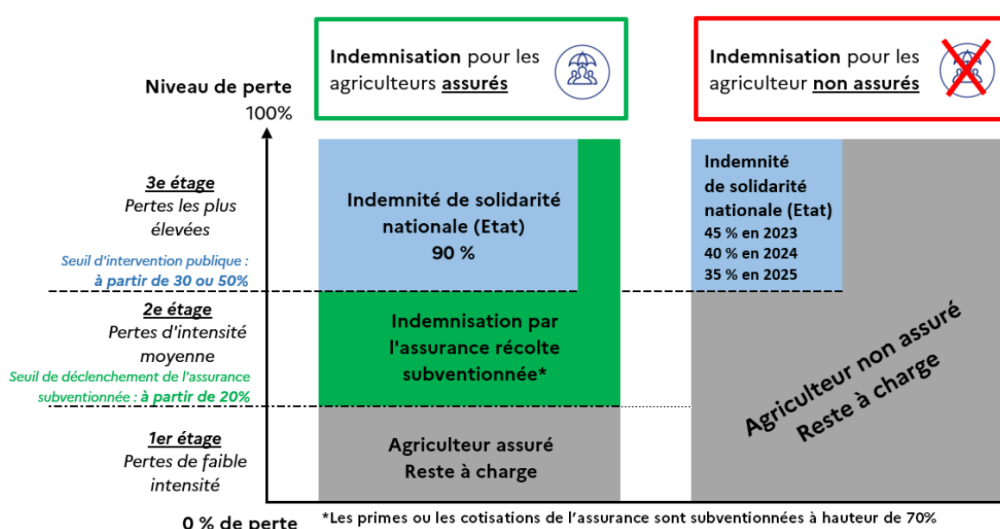 Indemnisation pour les
agriculteurs assurés
Indemnisation pour les
agriculteur non assurés
Niveau de perte
100%
3e étage
Pertes les plus
élevées
Seuil d'intervention publique :
à partir de 30 ou 50%
2e étage
Pertes d'intensité
moyenne
Seuil de déclenchement de l'assurance
subventionnée : à partir de 20%
1er étage
Pertes de faible
intensité
0 % de perte
Indemnité de solidarité
nationale (Etat)
90 %
Indemnisation par
l'assurance récolte
subventionnée*
Agriculteur assuré
Reste à charge
Indemnité
de solidarité
nationale (Etat)
45 % en 2023
40 % en 2024
35 % en 2025
Agriculteur non assuré
Reste à charge
*Les primes ou les cotisations de l'assurance sont subventionnées à hauteur de 70%